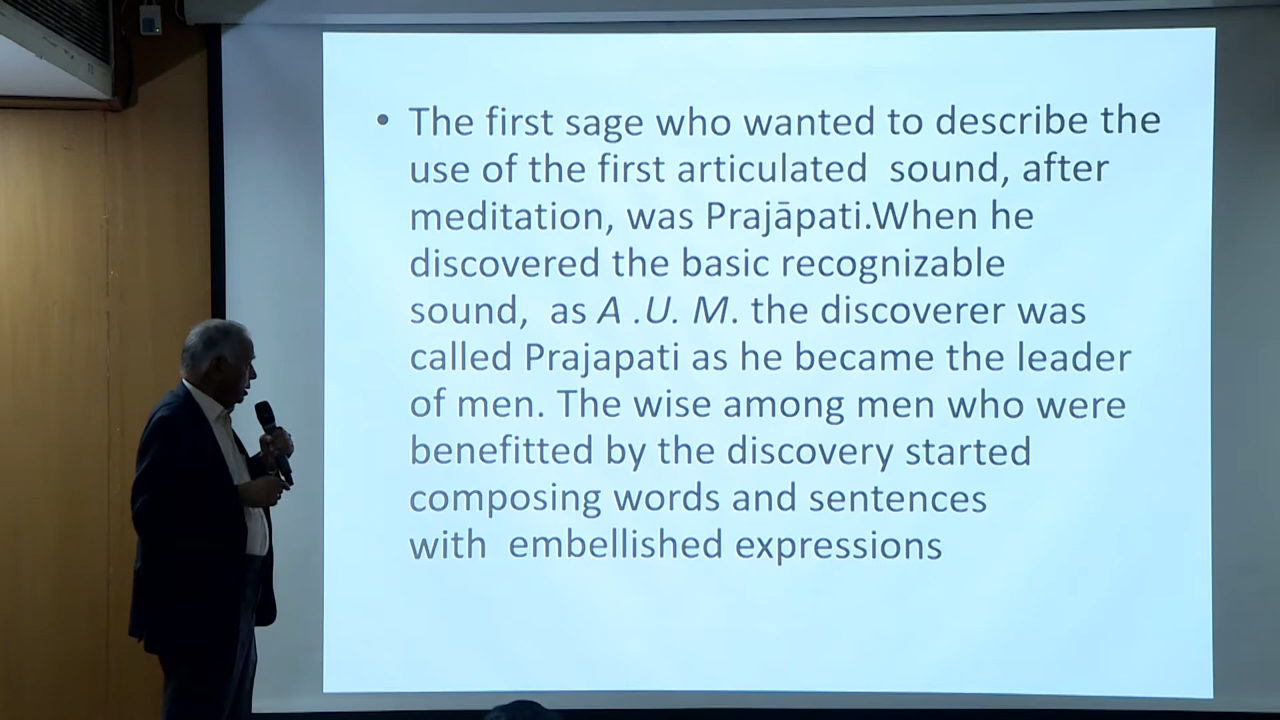 • The first sage who wanted to describe the
use of the first articulated  sound, after
meditation, was Prajāpati.When he
discovered the basic recognizable
sound,  as A .U. M. the discoverer was
called Prajapati as he became the leader
of men. The wise among men who were
benefitted by the discovery started
composing words and sentences
with  embellished expressions